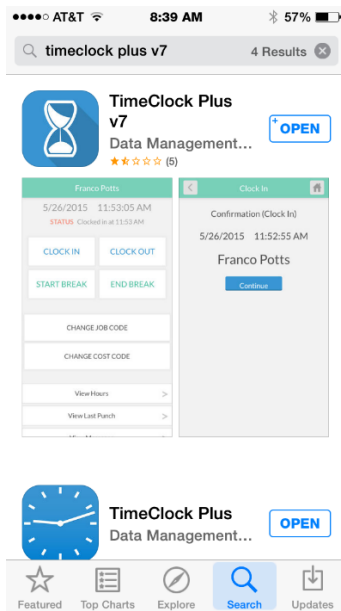 AT&T 8:39 AM 57%
timeclock plus v7 4 Results
TimeClock Plus
v7
Data Management...
(5)
+OPEN
Franco Potts
5/26/2015 11:53:05 AM
STATUS Clocked in at 11:53 AM
CLOCK IN CLOCK OUT
START BREAK END BREAK
CHANGE JOB CODE
CHANGE COST CODE
View Hours >
View Last Punch >
< Clock In
Confirmation (Clock In)
5/26/2015 11:52:55 AM
Franco Potts
Continue
TimeClock Plus
Data Management...
OPEN
Featured Top Charts Explore Search Updates